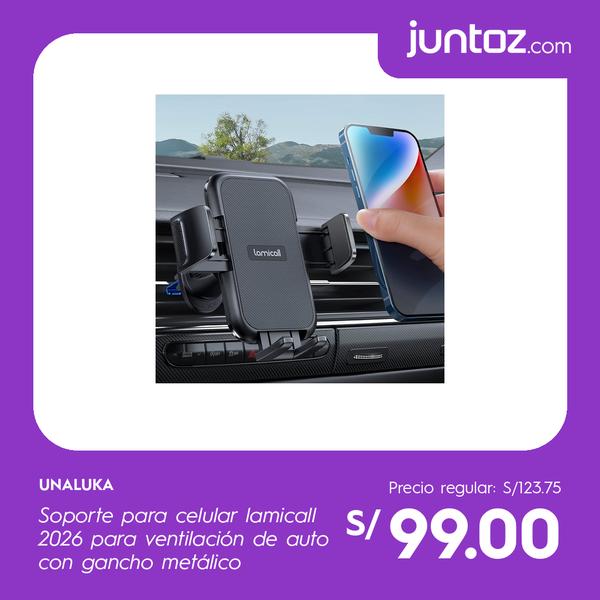 juntoz.com
lamicall
UNALUKA
Soporte para celular lamicall
2026 para ventilación de auto
con gancho metálico
Precio regular: S/123.75
S/ 99.00